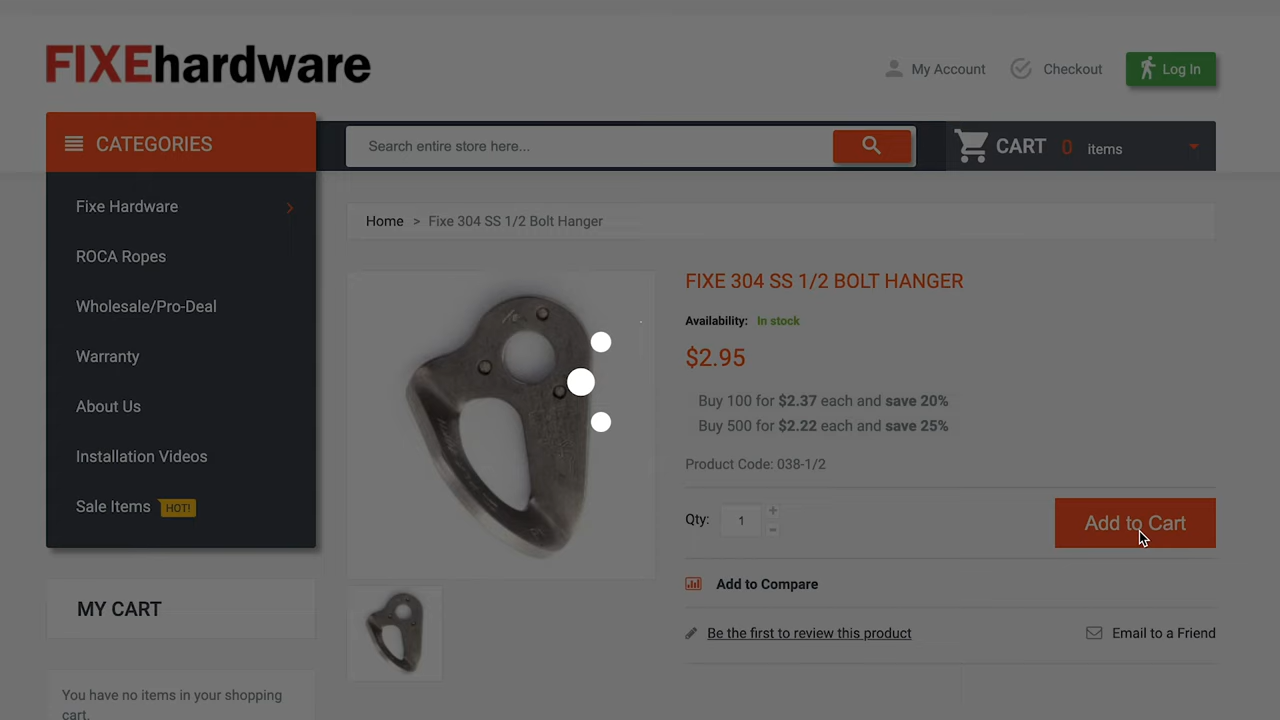 FIXEhardware
My Account
Checkout
Log In
CATEGORIES
Search entire store here...
CART 0 items
Fixe Hardware
ROCA Ropes
Wholesale/Pro-Deal
Warranty
About Us
Installation Videos
Sale Items HOT!
MY CART
You have no items in your shopping
cart.
Home > Fixe 304 SS 1/2 Bolt Hanger
FIXE 304 SS 1/2 BOLT HANGER
Availability: In stock
$2.95
Buy 100 for $2.37 each and save 20%
Buy 500 for $2.22 each and save 25%
Product Code: 038-1/2
Qty: 1 + -
Add to Cart
Add to Compare
Be the first to review this product
Email to a Friend